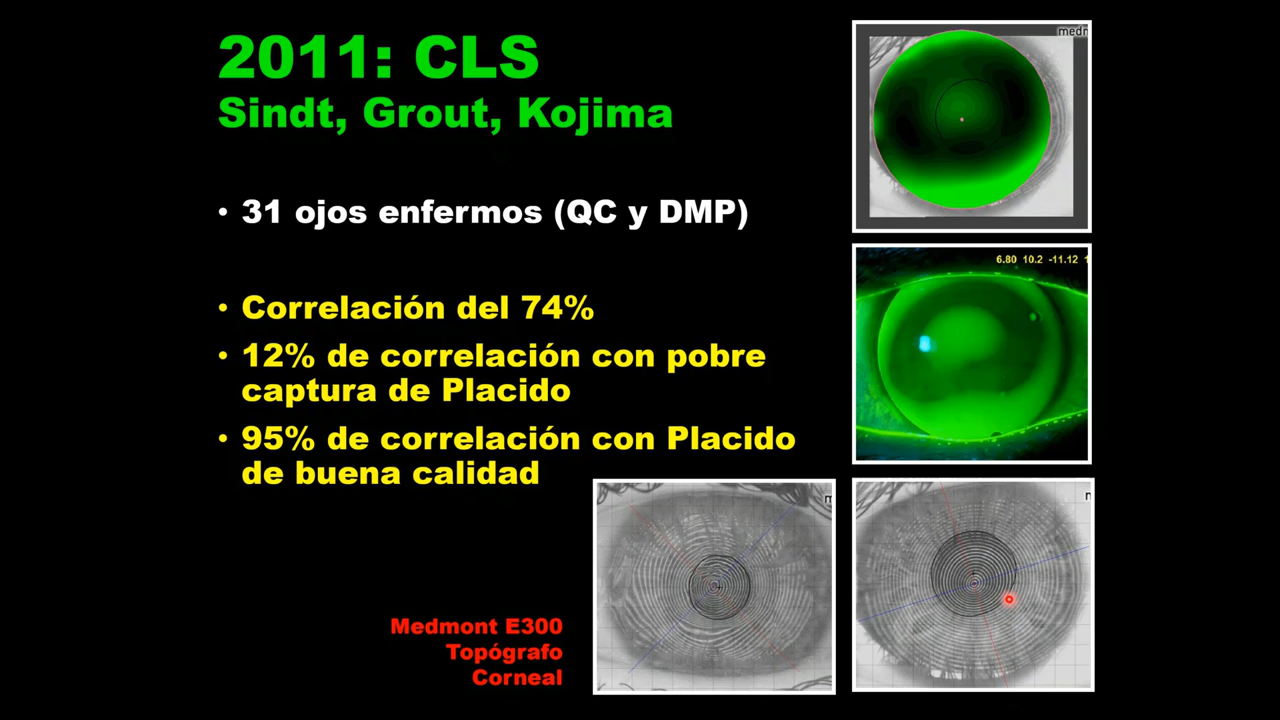 2011: CLS
Sindt, Grout, Kojima
• 31 ojos enfermos (QC y DMP)
• Correlación del 74%
• 12% de correlación con pobre
captura de Placido
• 95% de correlación con Placido
de buena calidad
Medmont E300
Topógrafo
Corneal
6.80 10.2 -11.12